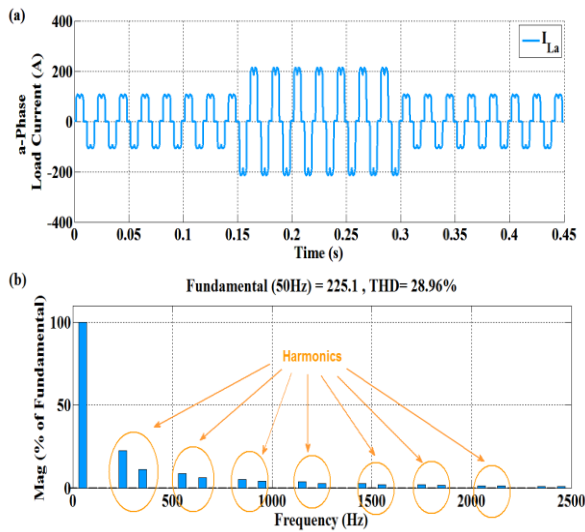 (a)
a-Phase
Load Current (A)
400
200
0
-200
-400
I_La
0 0.05 0.1 0.15 0.2 0.25 0.3 0.35 0.4 0.45
Time (s)
(b)
Fundamental (50Hz) = 225.1 , THD= 28.96%
Mag (% of Fundamental)
100
50
0
Harmonics
0 500 1000 1500 2000 2500
Frequency (Hz)